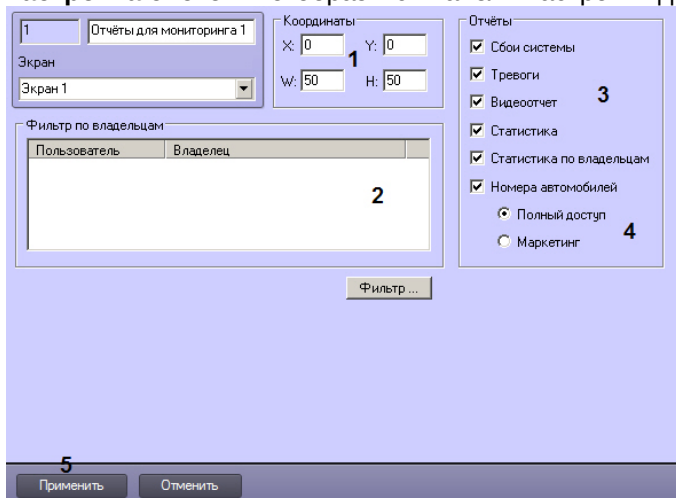 1 Отчёты для мониторинга 1
Экран
Экран 1
Координаты
X: 0 Y: 0
1
W: 50 H: 50
Фильтр по владельцам
Пользователь Владелец
2
Фильтр ...
Отчёты
Сбои системы
Тревоги
Видеоотчет
3
Статистика
Статистика по владельцам
Номера автомобилей
Полный доступ
4
Маркетинг
5
Применить Отменить